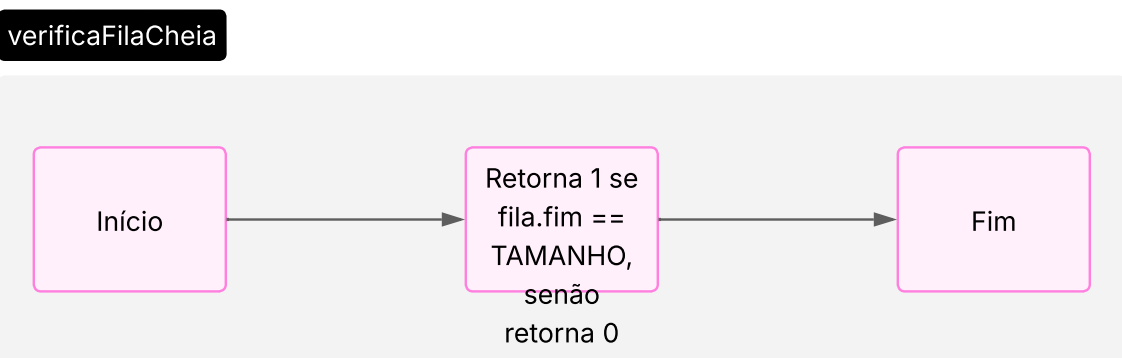 verificaFilaCheia
Início
Retorna 1 se
fila.fim ==
TAMANHO,
senão
retorna 0
Fim